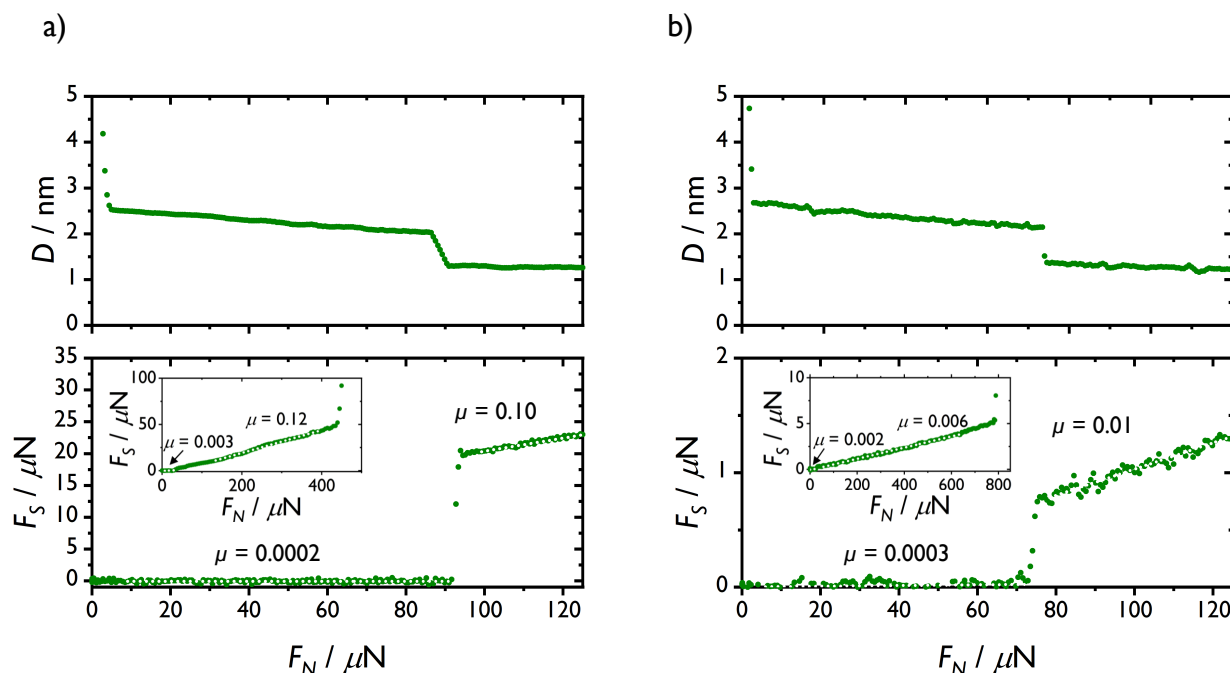 a)
5
4
3
2
1
0
D / nm
35
30
25
20
15
10
5
0
F_S / μN
100
50
0
F_S / μN
μ = 0.003
μ = 0.12
0 200 400
F_N / μN
μ = 0.10
μ = 0.0002
0 20 40 60 80 100 120
F_N / μN
b)
5
4
3
2
1
0
D / nm
2
1
0
F_S / μN
10
5
0
F_S / μN
μ = 0.002
μ = 0.006
0 200 400 600 800
F_N / μN
μ = 0.01
μ = 0.0003
0 20 40 60 80 100 120
F_N / μN